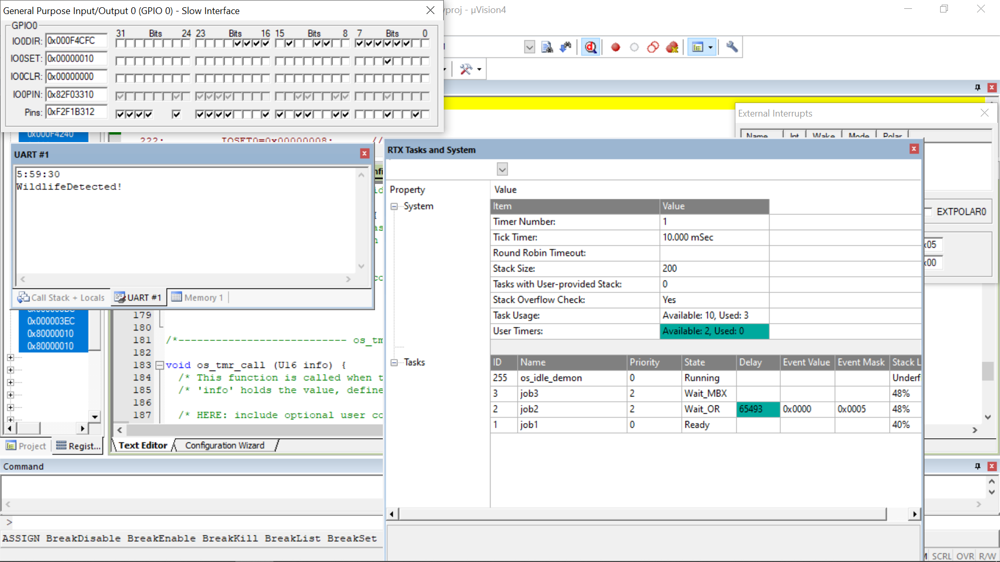 General Purpose Input/Output 0 (GPIO 0) - Slow Interface
yproj - µVision4
GPIO0
31 Bits 24 23 Bits 16 15 Bits 8 7 Bits 0
IO0DIR: 0x000F4CFC
IO0SET: 0x00000010
IO0CLR: 0x00000000
IO0PIN: 0x82F03310
Pins: 0xF2F1B312
External Interrupts
Name Int Wake Mode Polar
EXTPOLAR0
x05
x00
0x000F4240
222: IOSET0=0x00000008; //
UART #1
5:59:30
WildlifeDetected!
Call Stack + Locals UART #1 Memory 1
0x000003EC
0x80000010
0x80000010
179
180
181 /*--------------------------- os_tm
182
183 void os_tmr_call (U16 info) {
184 /* This function is called when t
185 /* 'info' holds the value, define
186
187 /* HERE: include optional user co
Text Editor Configuration Wizard
Project Regist...
RTX Tasks and System
Property Value
System
Item Value
Timer Number: 1
Tick Timer: 10.000 mSec
Round Robin Timeout:
Stack Size: 200
Tasks with User-provided Stack: 0
Stack Overflow Check: Yes
Task Usage: Available: 10, Used: 3
User Timers: Available: 2, Used: 0
Tasks
ID Name Priority State Delay Event Value Event Mask Stack L
255 os_idle_demon 0 Running Underf
3 job3 2 Wait_MBX 48%
2 job2 2 Wait_OR 65493 0x0000 0x0005 48%
1 job1 0 Ready 40%
Command
>
ASSIGN BreakDisable BreakEnable BreakKill BreakList BreakSet
SCRL OVR R/W